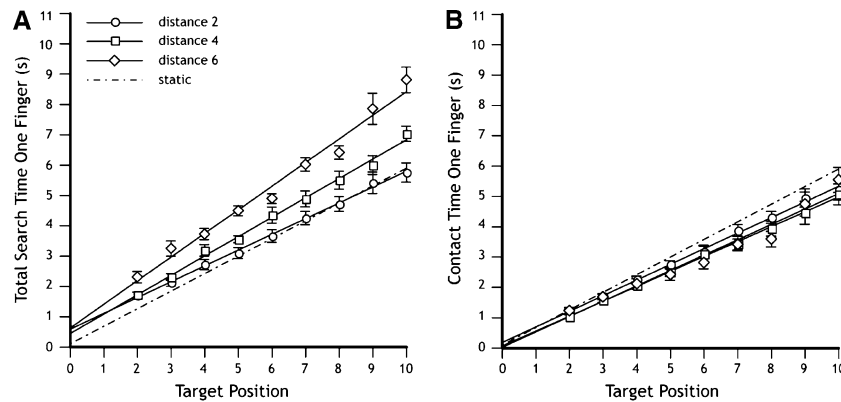 A
distance 2
distance 4
distance 6
static
Total Search Time One Finger (s)
11
10
9
8
7
6
5
4
3
2
1
0
0 1 2 3 4 5 6 7 8 9 10
Target Position
B
Contact Time One Finger (s)
11
10
9
8
7
6
5
4
3
2
1
0
0 1 2 3 4 5 6 7 8 9 10
Target Position